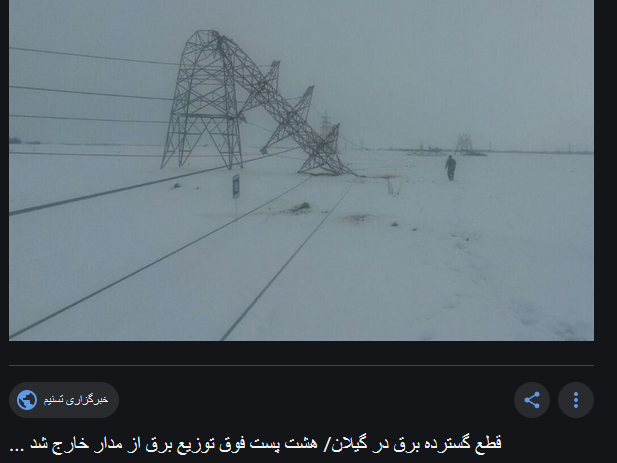 خبرگزاری تسنیم
قطع گسترده برق در گیلان/ هشت پست فوق توزیع برق از مدار خارج شد ...